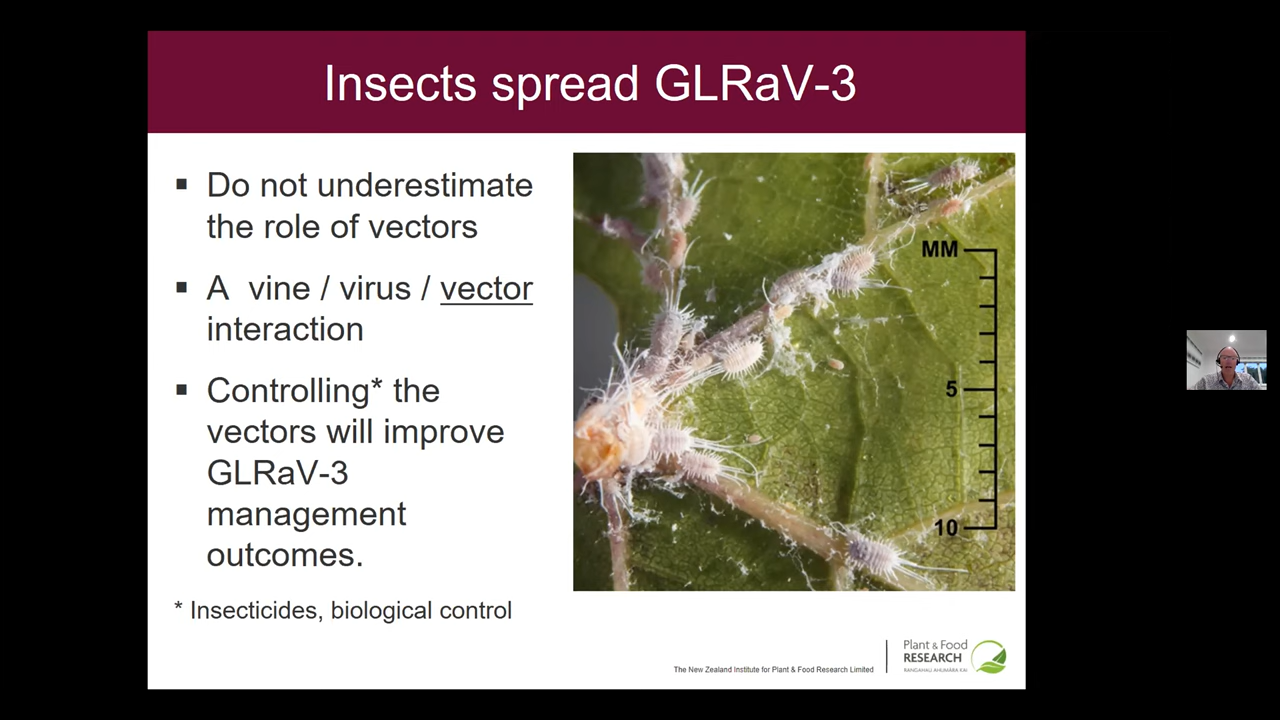 Insects spread GLRaV-3
▪ Do not underestimate
the role of vectors
▪ A vine / virus / vector
interaction
▪ Controlling* the
vectors will improve
GLRaV-3
management
outcomes.
* Insecticides, biological control
MM
5
10
The New Zealand Institute for Plant & Food Research Limited
Plant & Food
RESEARCH
RANGAHAU AHUMĀRA KAI